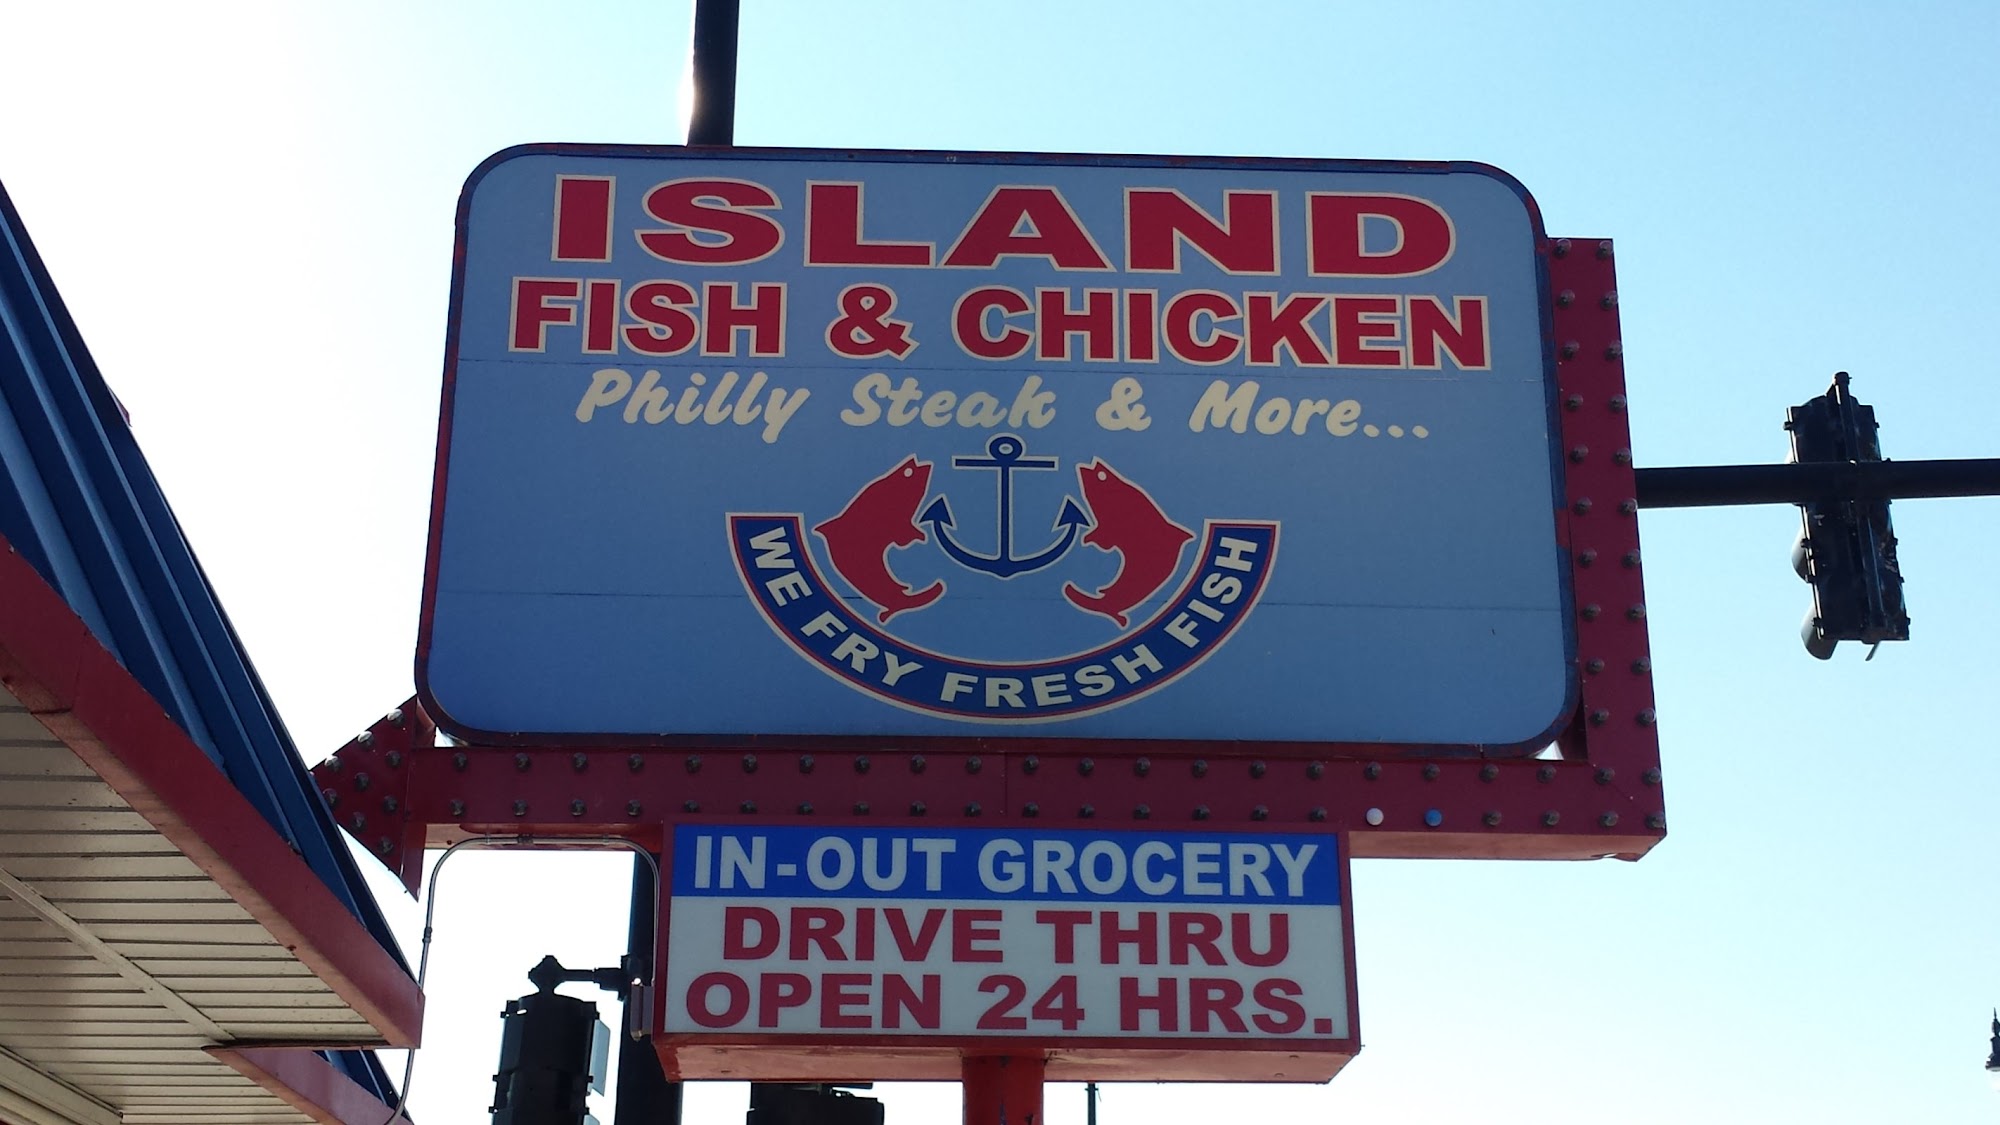 ISLAND
FISH & CHICKEN
Philly Steak & More...
WE FRY FRESH FISH
IN-OUT GROCERY
DRIVE THRU
OPEN 24 HRS.